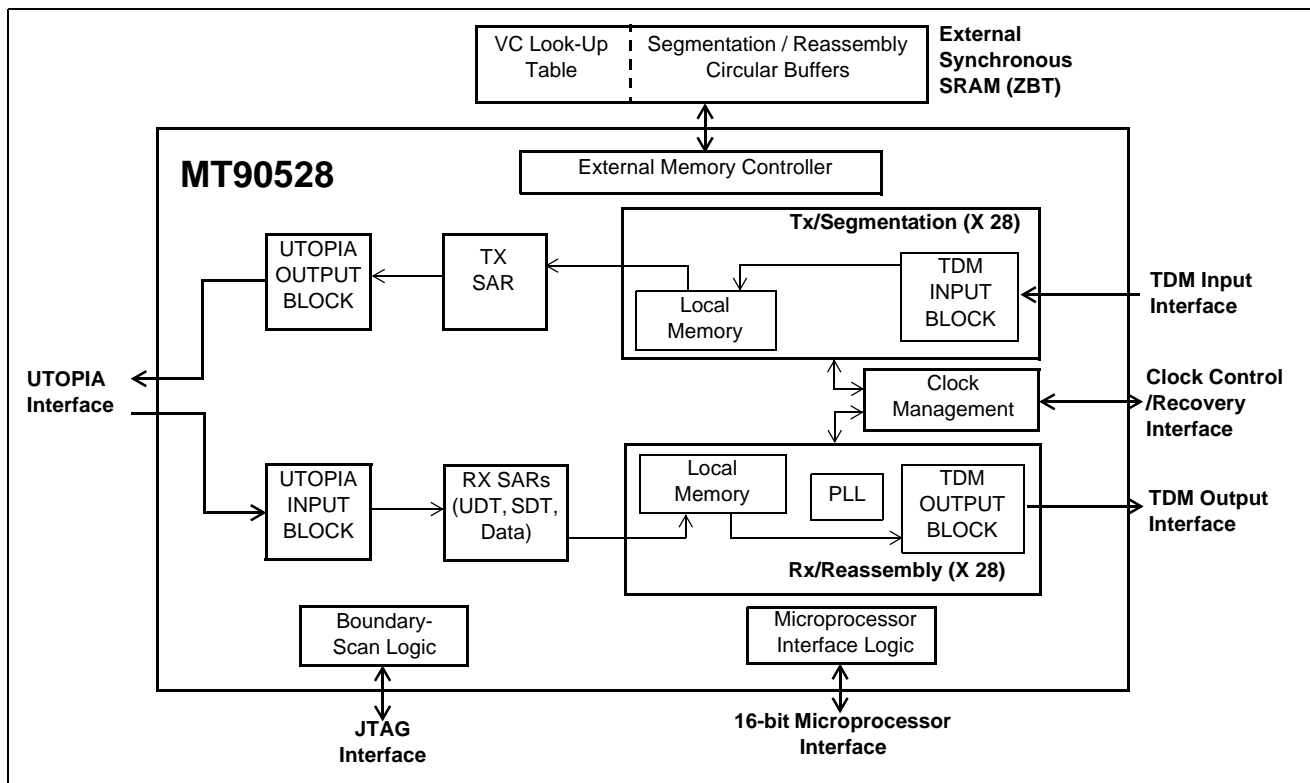 VC Look-Up
Table
Segmentation / Reassembly
Circular Buffers
External
Synchronous
SRAM (ZBT)
MT90528
External Memory Controller
Tx/Segmentation (X 28)
UTOPIA
OUTPUT
BLOCK
TX
SAR
Local
Memory
TDM
INPUT
BLOCK
TDM Input
Interface
UTOPIA
Interface
Clock
Management
Clock Control
/Recovery
Interface
UTOPIA
INPUT
BLOCK
RX SARs
(UDT, SDT,
Data)
Local
Memory
PLL
TDM
OUTPUT
BLOCK
TDM Output
Interface
Rx/Reassembly (X 28)
Boundary-
Scan Logic
Microprocessor
Interface Logic
JTAG
Interface
16-bit Microprocessor
Interface